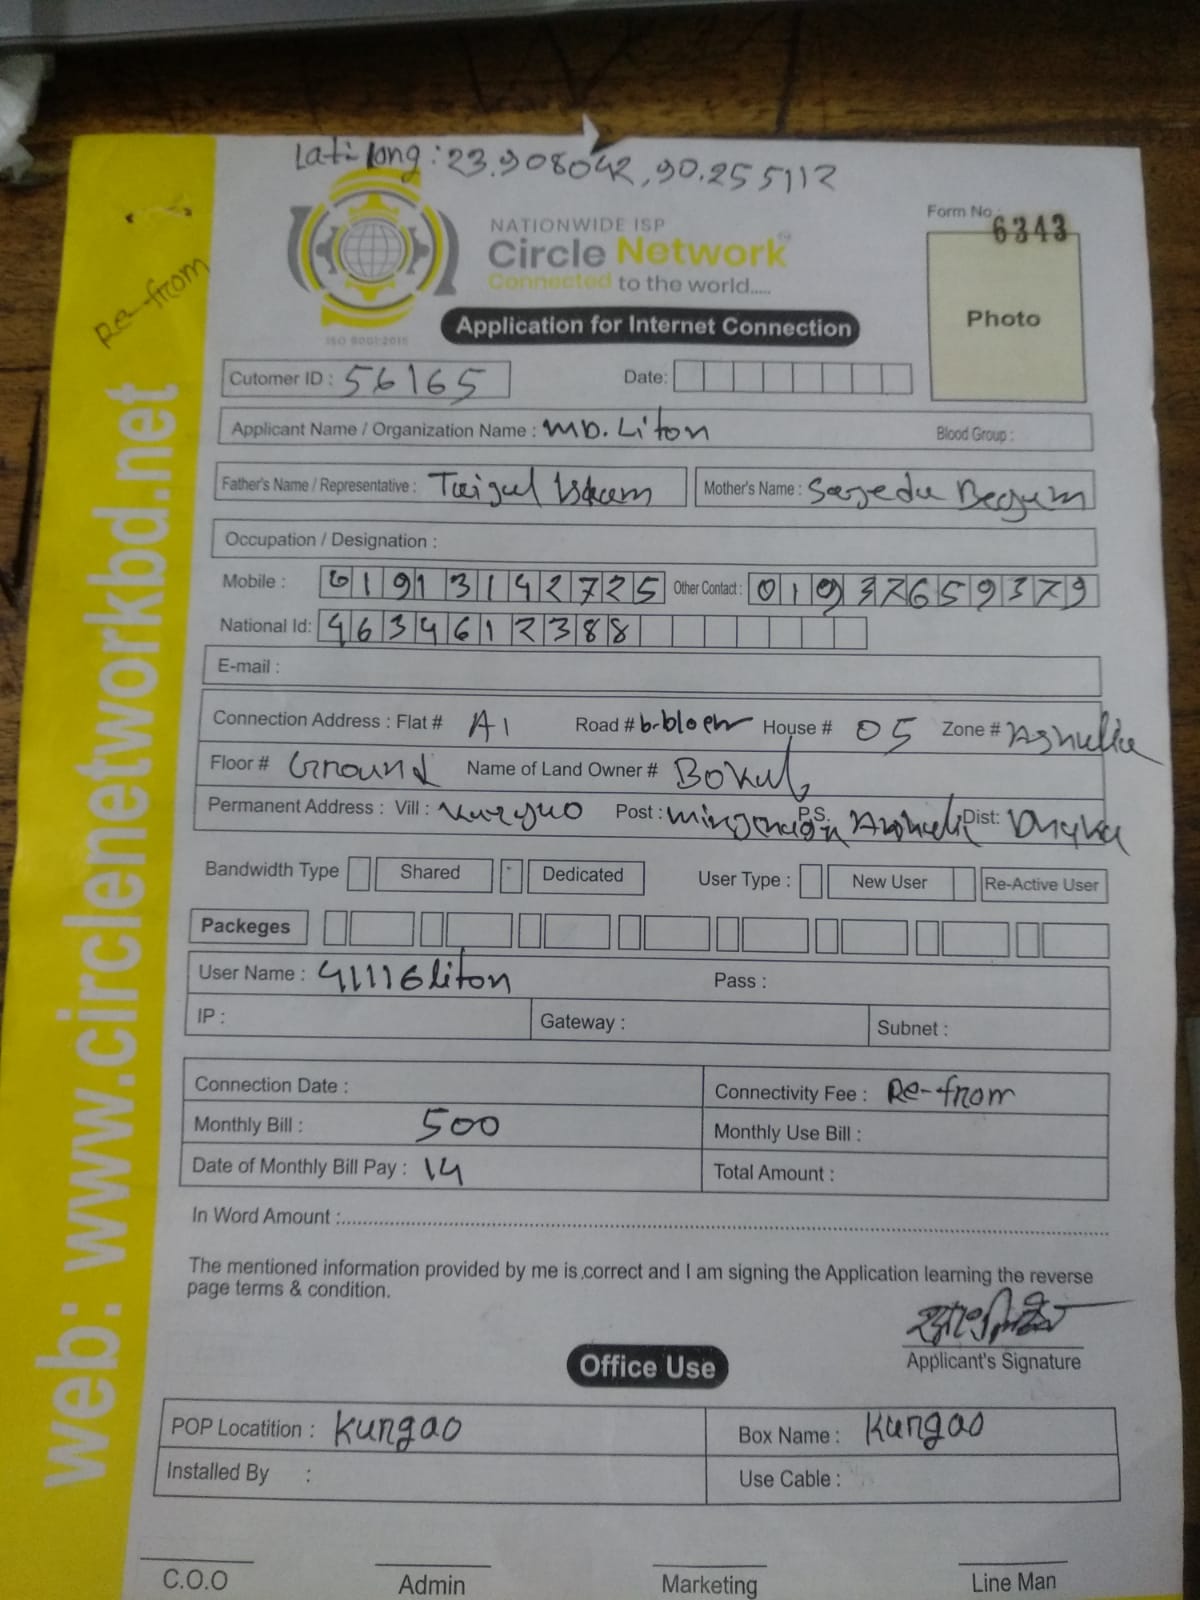 Lati long : 23.908042, 90.255112
NATIONWIDE ISP
Circle Network
Connected to the world.....
ISO 9001:2015
Form No.: 6343
Photo
Re-from
Application for Internet Connection
Cutomer ID : 56165 Date:
Applicant Name / Organization Name : MD. Liton Blood Group :
Father's Name / Representative : Islam Mother's Name : Begum
Occupation / Designation :
Mobile : 01913142725 Other Contact : 01937659379
National Id: 4634612388
E-mail :
Connection Address : Flat # A1 Road # House # 05 Zone # Ashulia
Floor # Ground Name of Land Owner # Bokul
Permanent Address : Vill : Post : P.S. Dist: Dhaka
Bandwidth Type Shared Dedicated User Type : New User Re-Active User
Packeges
User Name : 41116liton Pass :
IP : Gateway : Subnet :
Connection Date : Connectivity Fee : Re-from
Monthly Bill : 500 Monthly Use Bill :
Date of Monthly Bill Pay : 14 Total Amount :
In Word Amount :
The mentioned information provided by me is correct and I am signing the Application learning the reverse
page terms & condition.
Applicant's Signature
Office Use
POP Locatition : Kungao Box Name : Kungao
Installed By : Use Cable :
C.O.O Admin Marketing Line Man
web: www.circlenetworkbd.net